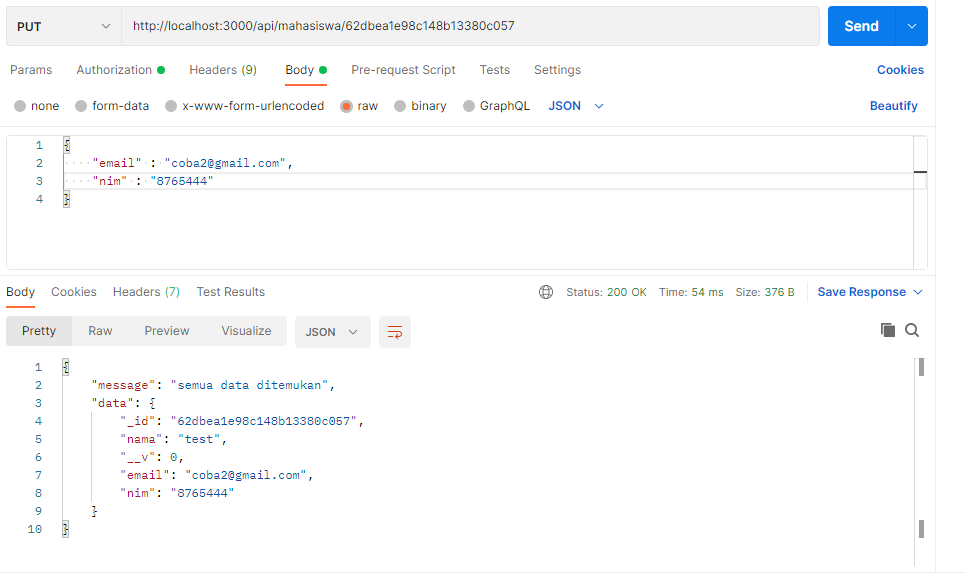 PUT http://localhost:3000/api/mahasiswa/62dbea1e98c148b13380c057 Send
Params Authorization Headers (9) Body Pre-request Script Tests Settings Cookies
none form-data x-www-form-urlencoded raw binary GraphQL JSON Beautify
1 {
2 "email" : "coba2@gmail.com",
3 "nim" : "8765444"
4 }
Body Cookies Headers (7) Test Results Status: 200 OK Time: 54 ms Size: 376 B Save Response
Pretty Raw Preview Visualize JSON
1 {
2 "message": "semua data ditemukan",
3 "data": {
4 "_id": "62dbea1e98c148b13380c057",
5 "nama": "test",
6 "__v": 0,
7 "email": "coba2@gmail.com",
8 "nim": "8765444"
9 }
10 }